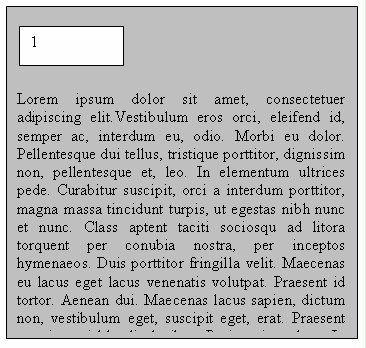 1
Lorem ipsum dolor sit amet, consectetuer
adipiscing elit.Vestibulum eros orci, eleifend id,
semper ac, interdum eu, odio. Morbi eu dolor.
Pellentesque dui tellus, tristique porttitor, dignissim
non, pellentesque et, leo. In elementum ultrices
pede. Curabitur suscipit, orci a interdum porttitor,
magna massa tincidunt turpis, ut egestas nibh nunc
et nunc. Class aptent taciti sociosqu ad litora
torquent per conubia nostra, per inceptos
hymenaeos. Duis porttitor fringilla velit. Maecenas
eu lacus eget lacus venenatis volutpat. Praesent id
tortor. Aenean dui. Maecenas lacus sapien, dictum
non, vestibulum eget, suscipit eget, erat. Praesent